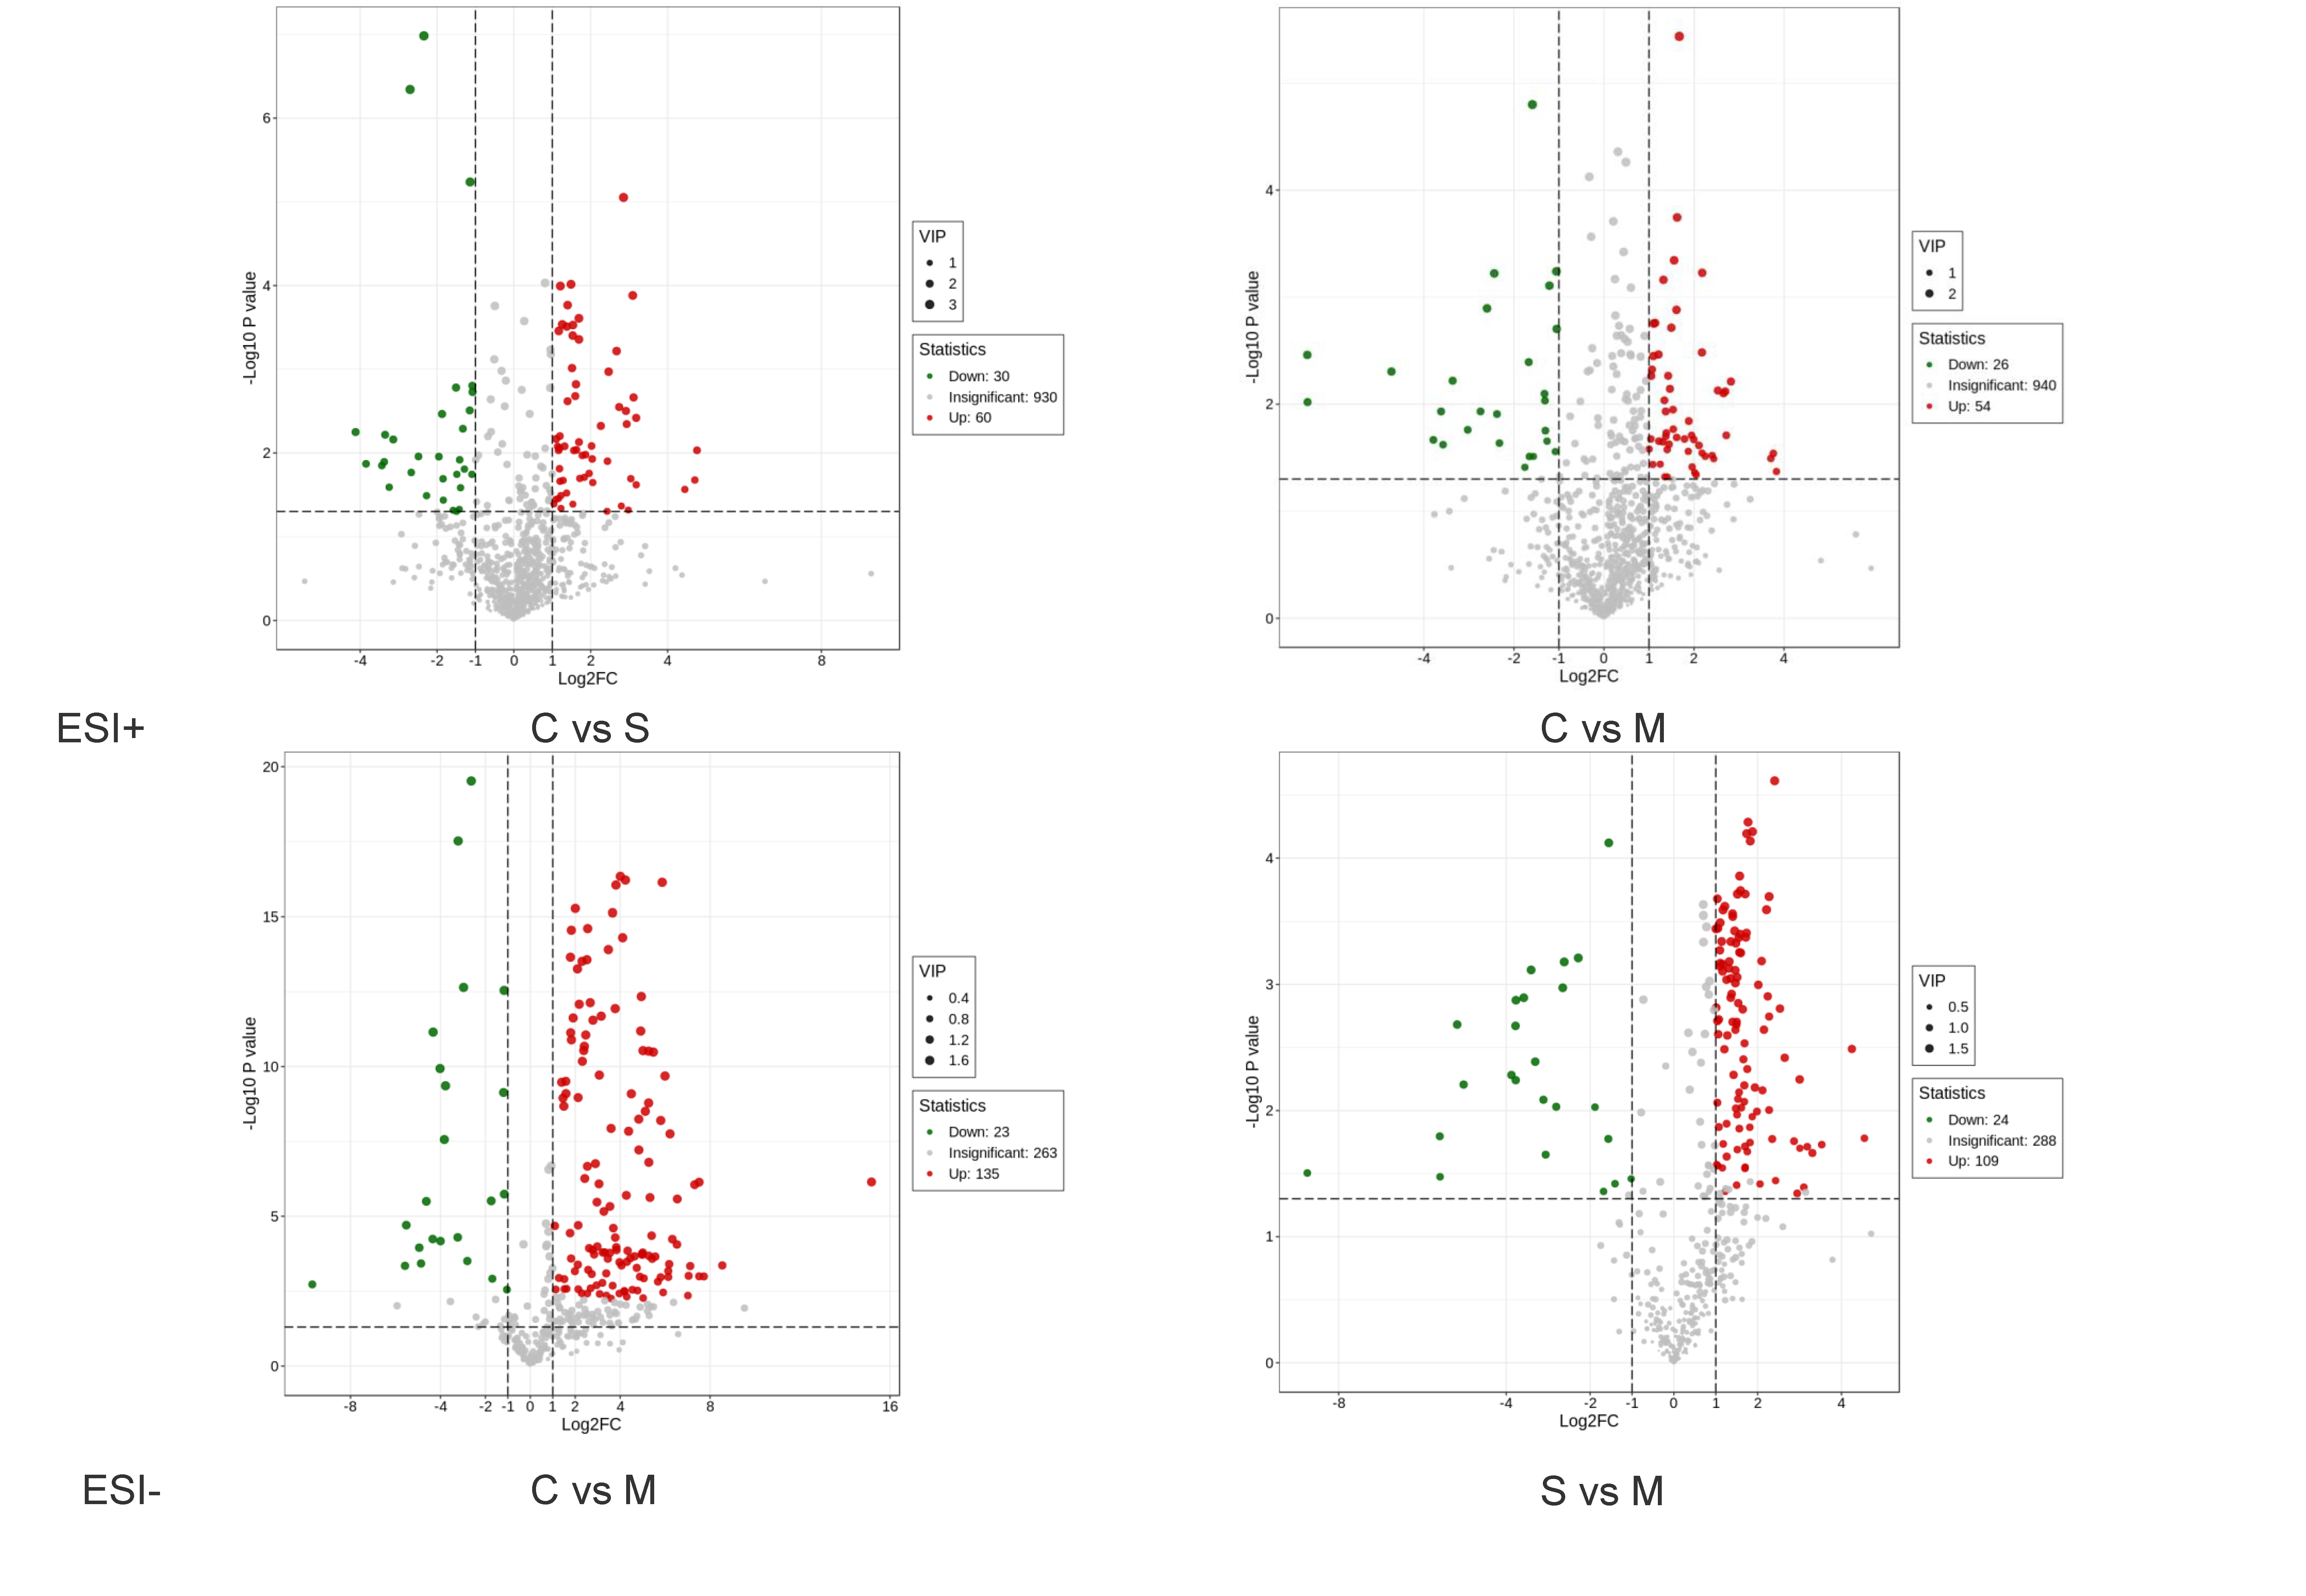 -Log10 P value
6
4
2
0
-4 -2 -1 0 1 2 4 8
Log2FC
VIP
1
2
3
Statistics
Down: 30
Insignificant: 930
Up: 60
-Log10 P value
4
2
0
-4 -2 -1 0 1 2 4
Log2FC
VIP
1
2
Statistics
Down: 26
Insignificant: 940
Up: 54
ESI+ C vs S C vs M
-Log10 P value
20
15
10
5
0
-8 -4 -2 -1 0 1 2 4 8 16
Log2FC
VIP
0.4
0.8
1.2
1.6
Statistics
Down: 23
Insignificant: 263
Up: 135
-Log10 P value
4
3
2
1
0
-8 -4 -2 -1 0 1 2 4
Log2FC
VIP
0.5
1.0
1.5
Statistics
Down: 24
Insignificant: 288
Up: 109
ESI- C vs M S vs M